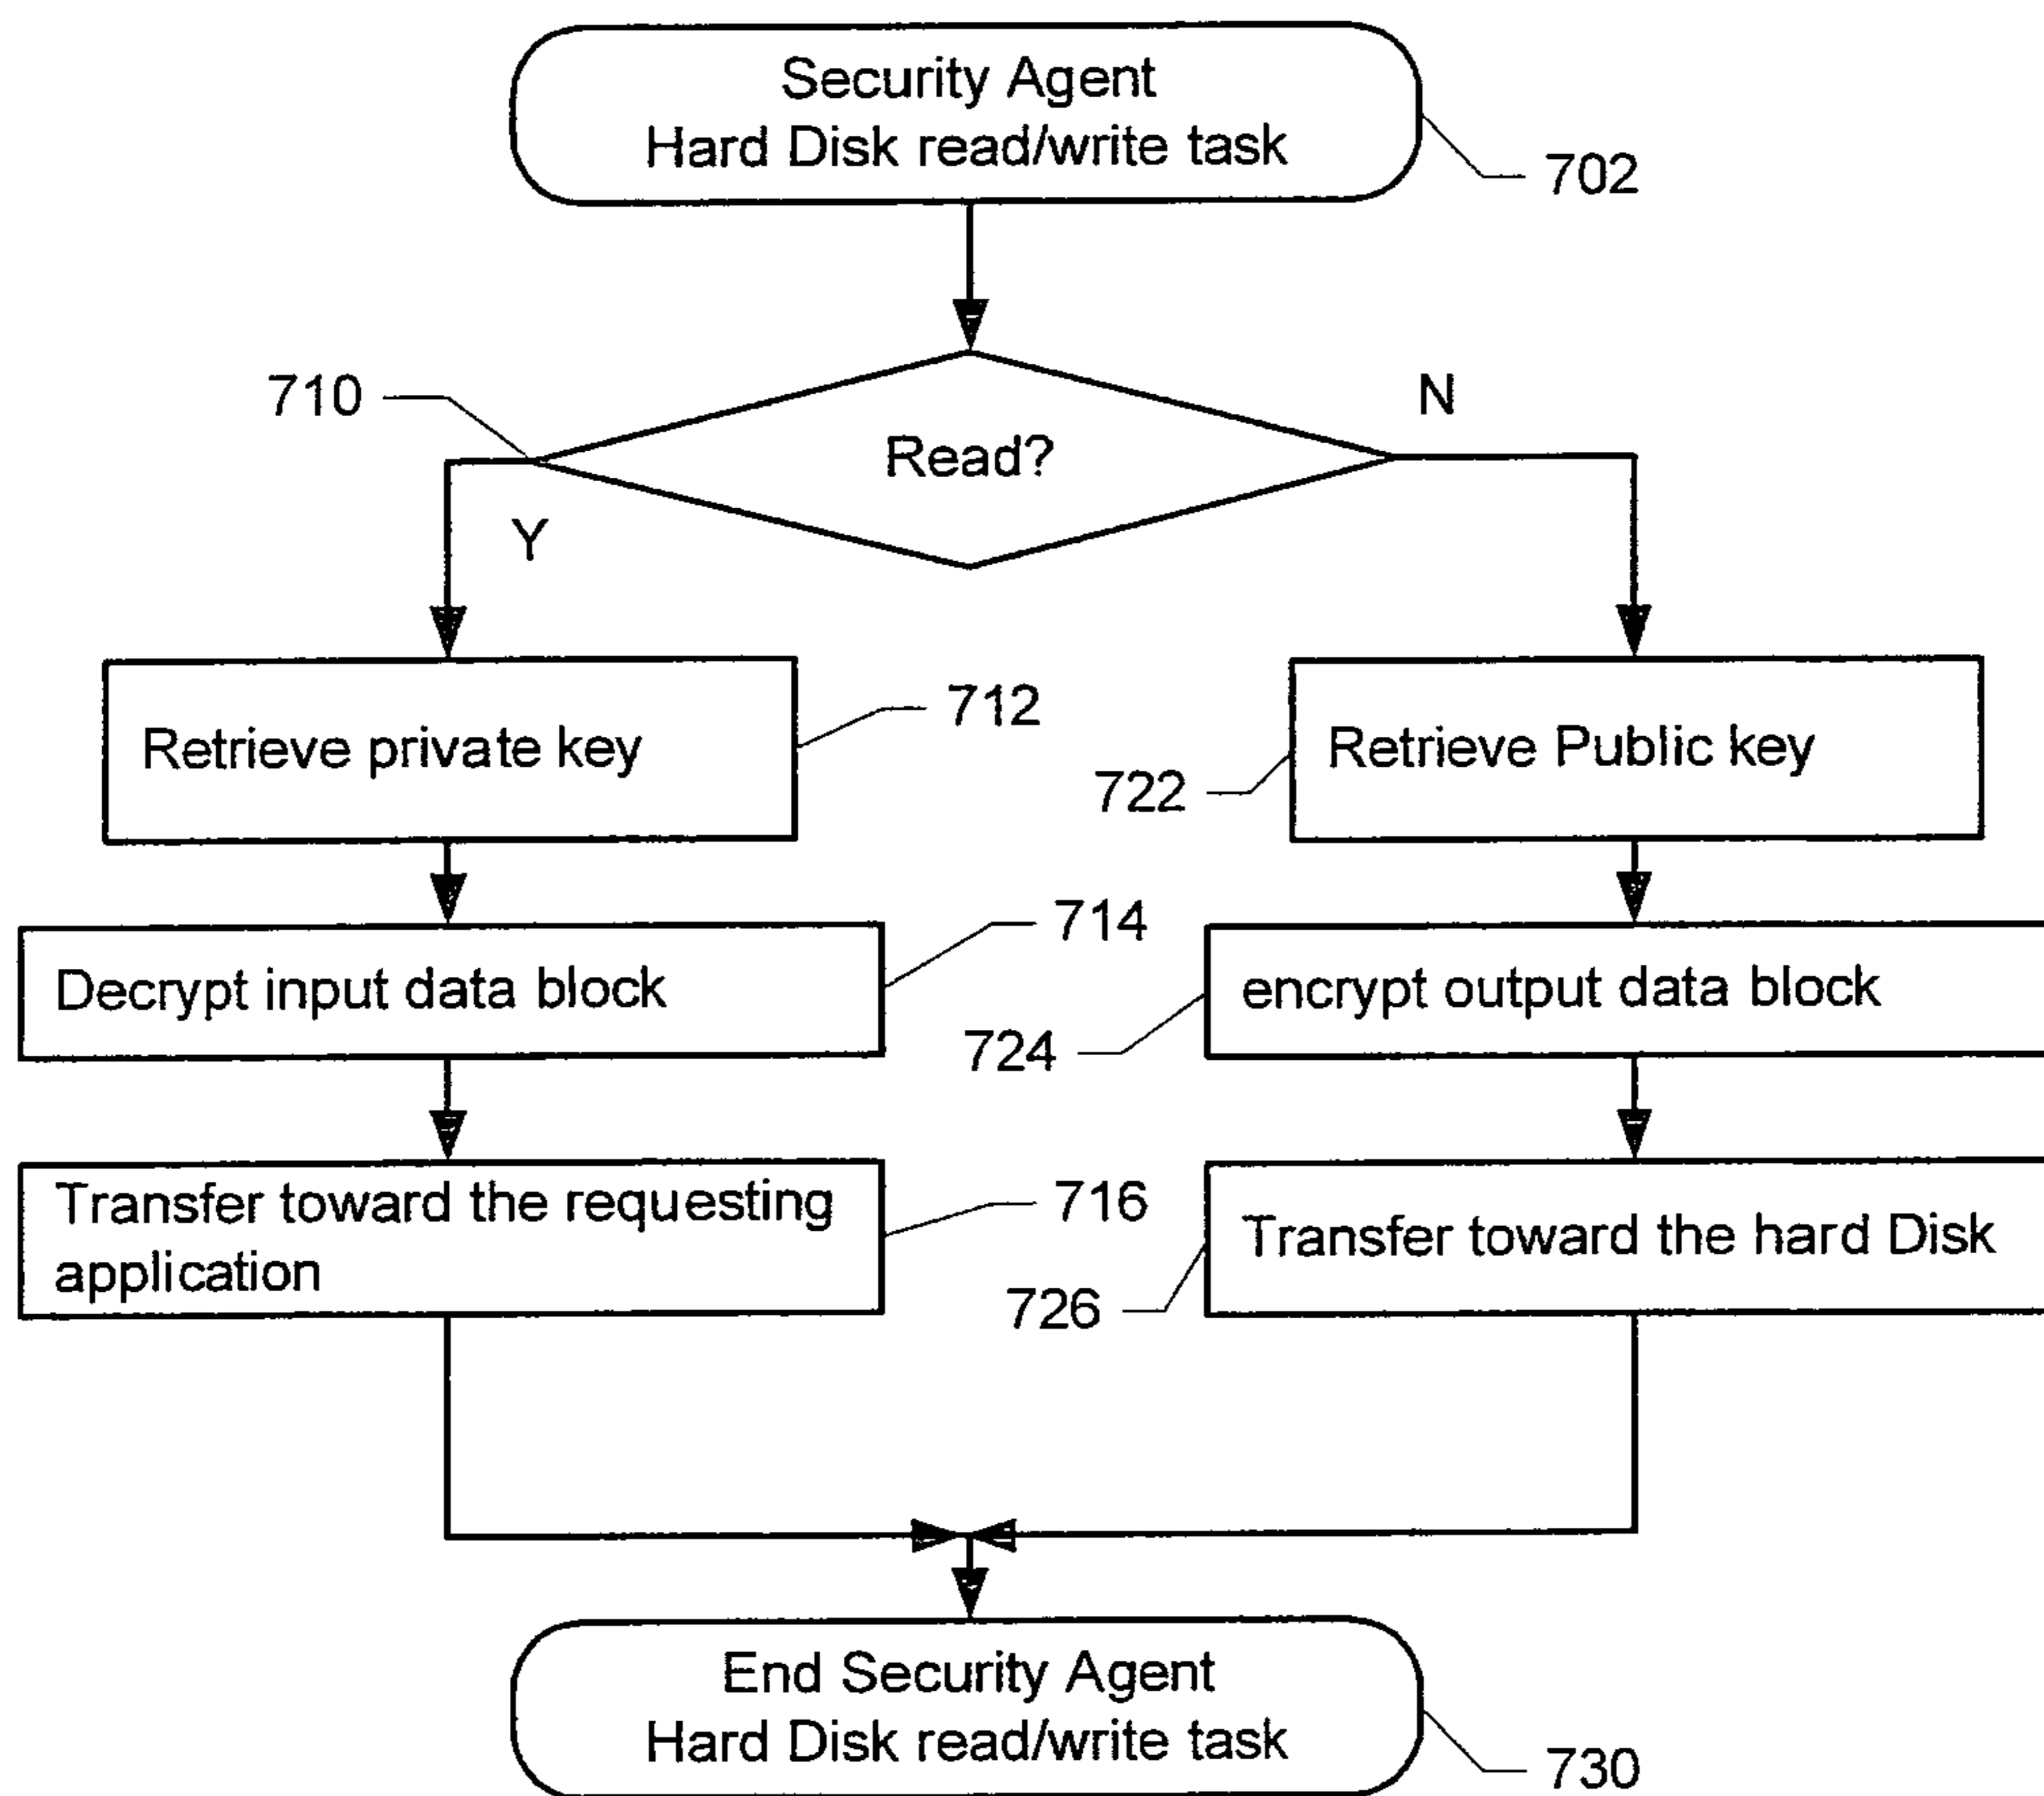 Security Agent
Hard Disk read/write task
702
710
N
Read?
Y
Retrieve private key
712
Retrieve Public key
722
Decrypt input data block
714
encrypt output data block
724
Transfer toward the requesting
application
716
Transfer toward the hard Disk
726
End Security Agent
Hard Disk read/write task
730